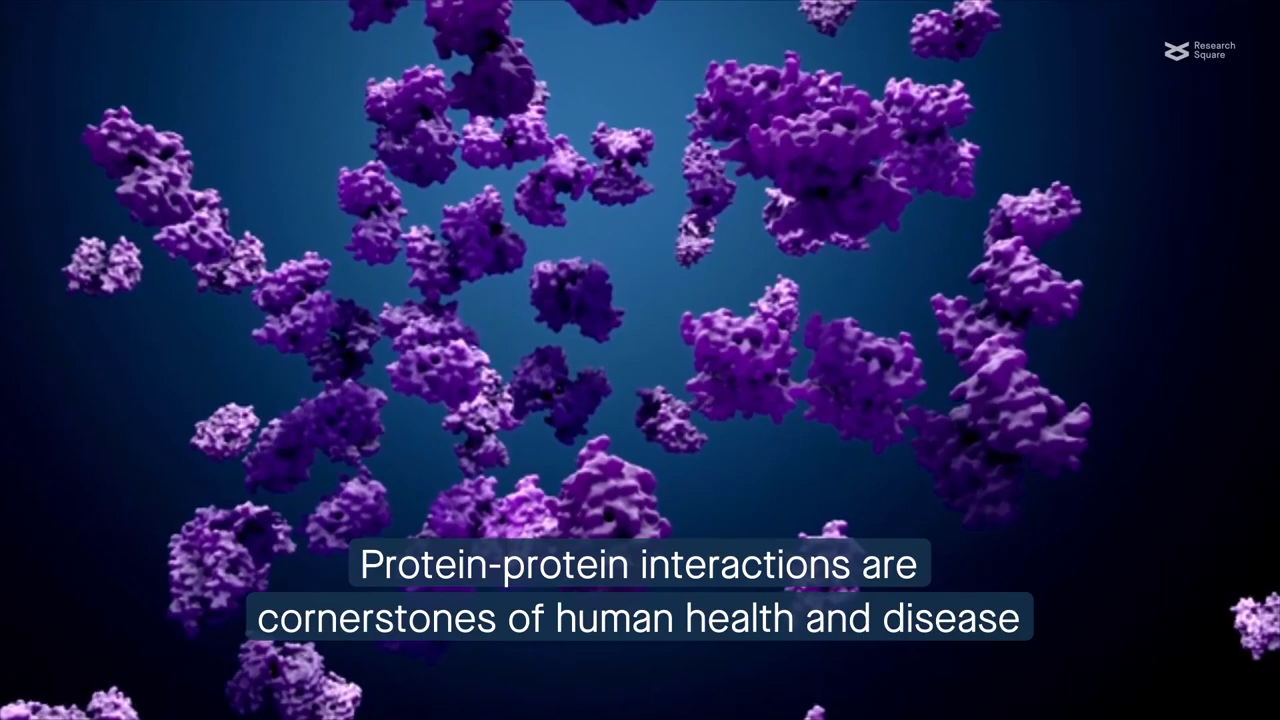 Research
Square
Protein-protein interactions are
cornerstones of human health and disease